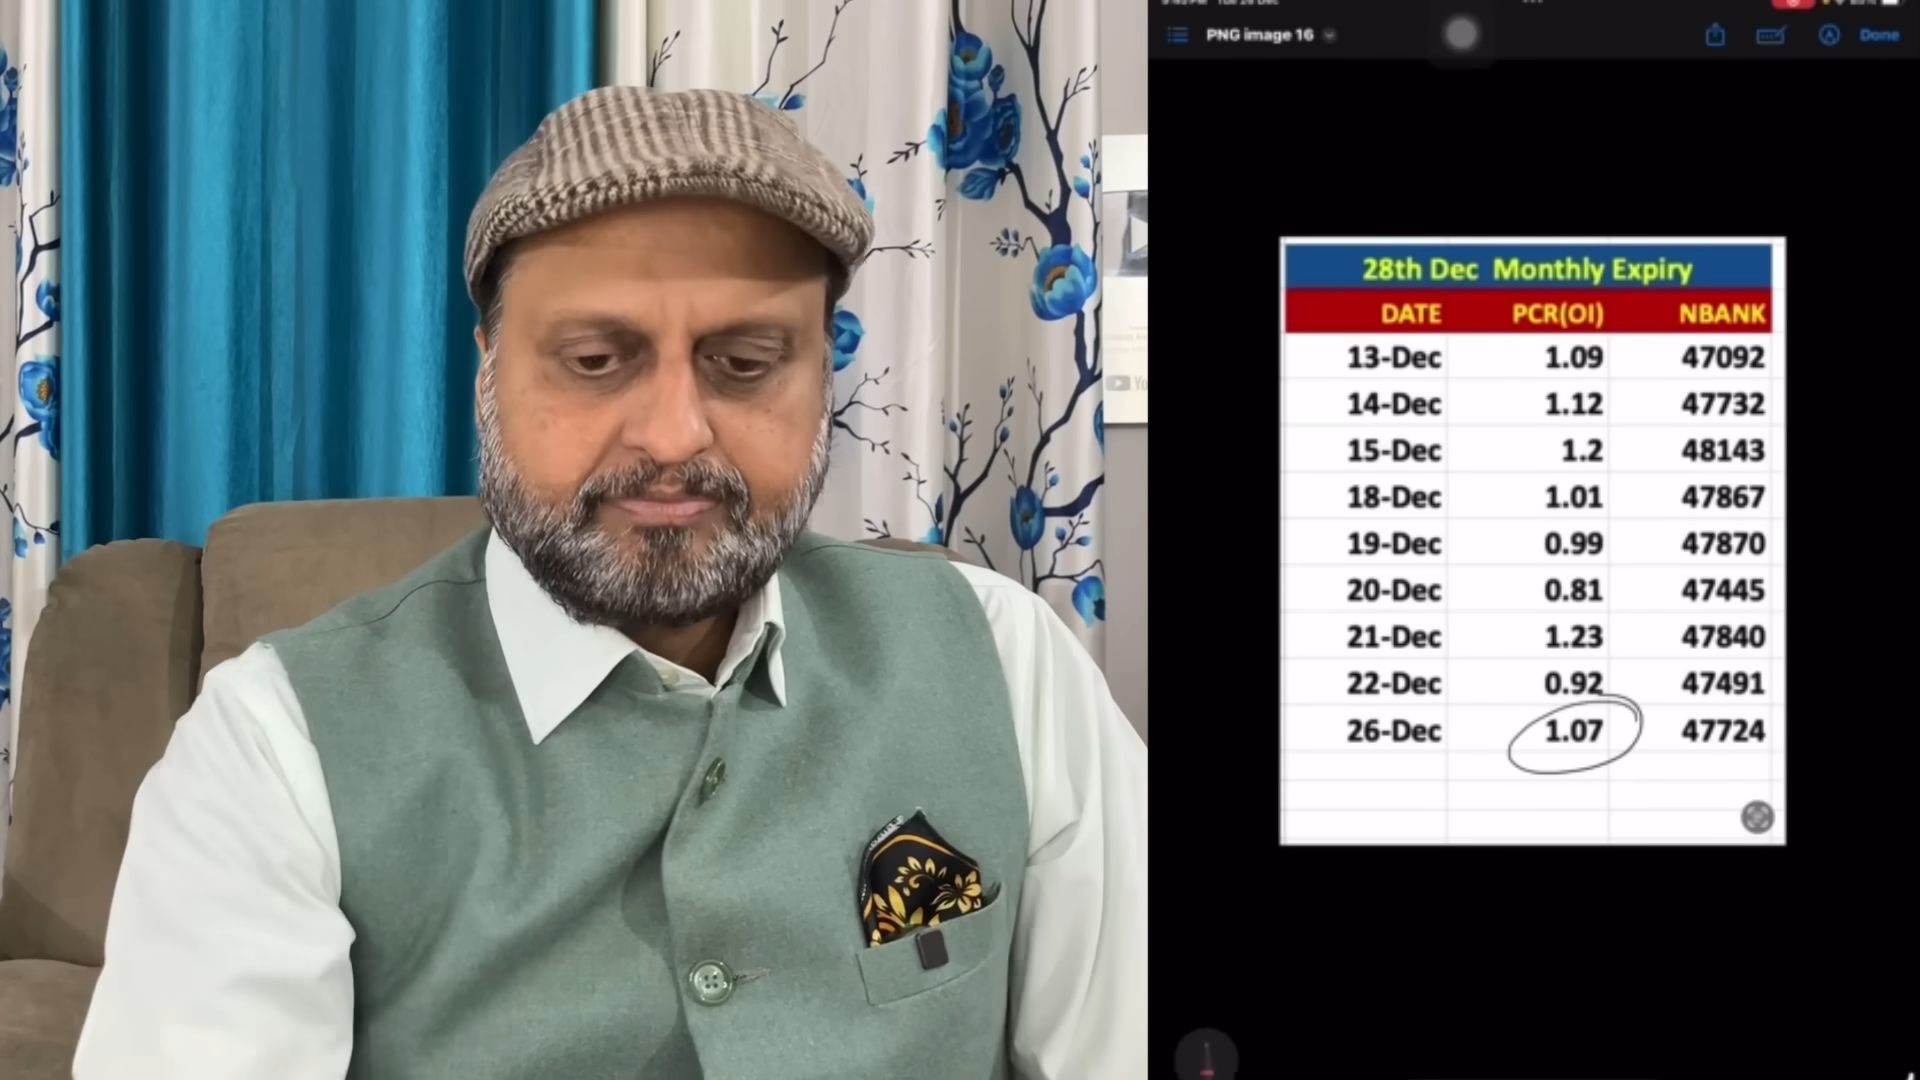 PNG image 16
Done
28th Dec Monthly Expiry
DATE PCR(OI) NBANK
13-Dec 1.09 47092
14-Dec 1.12 47732
15-Dec 1.2 48143
18-Dec 1.01 47867
19-Dec 0.99 47870
20-Dec 0.81 47445
21-Dec 1.23 47840
22-Dec 0.92 47491
26-Dec 1.07 47724